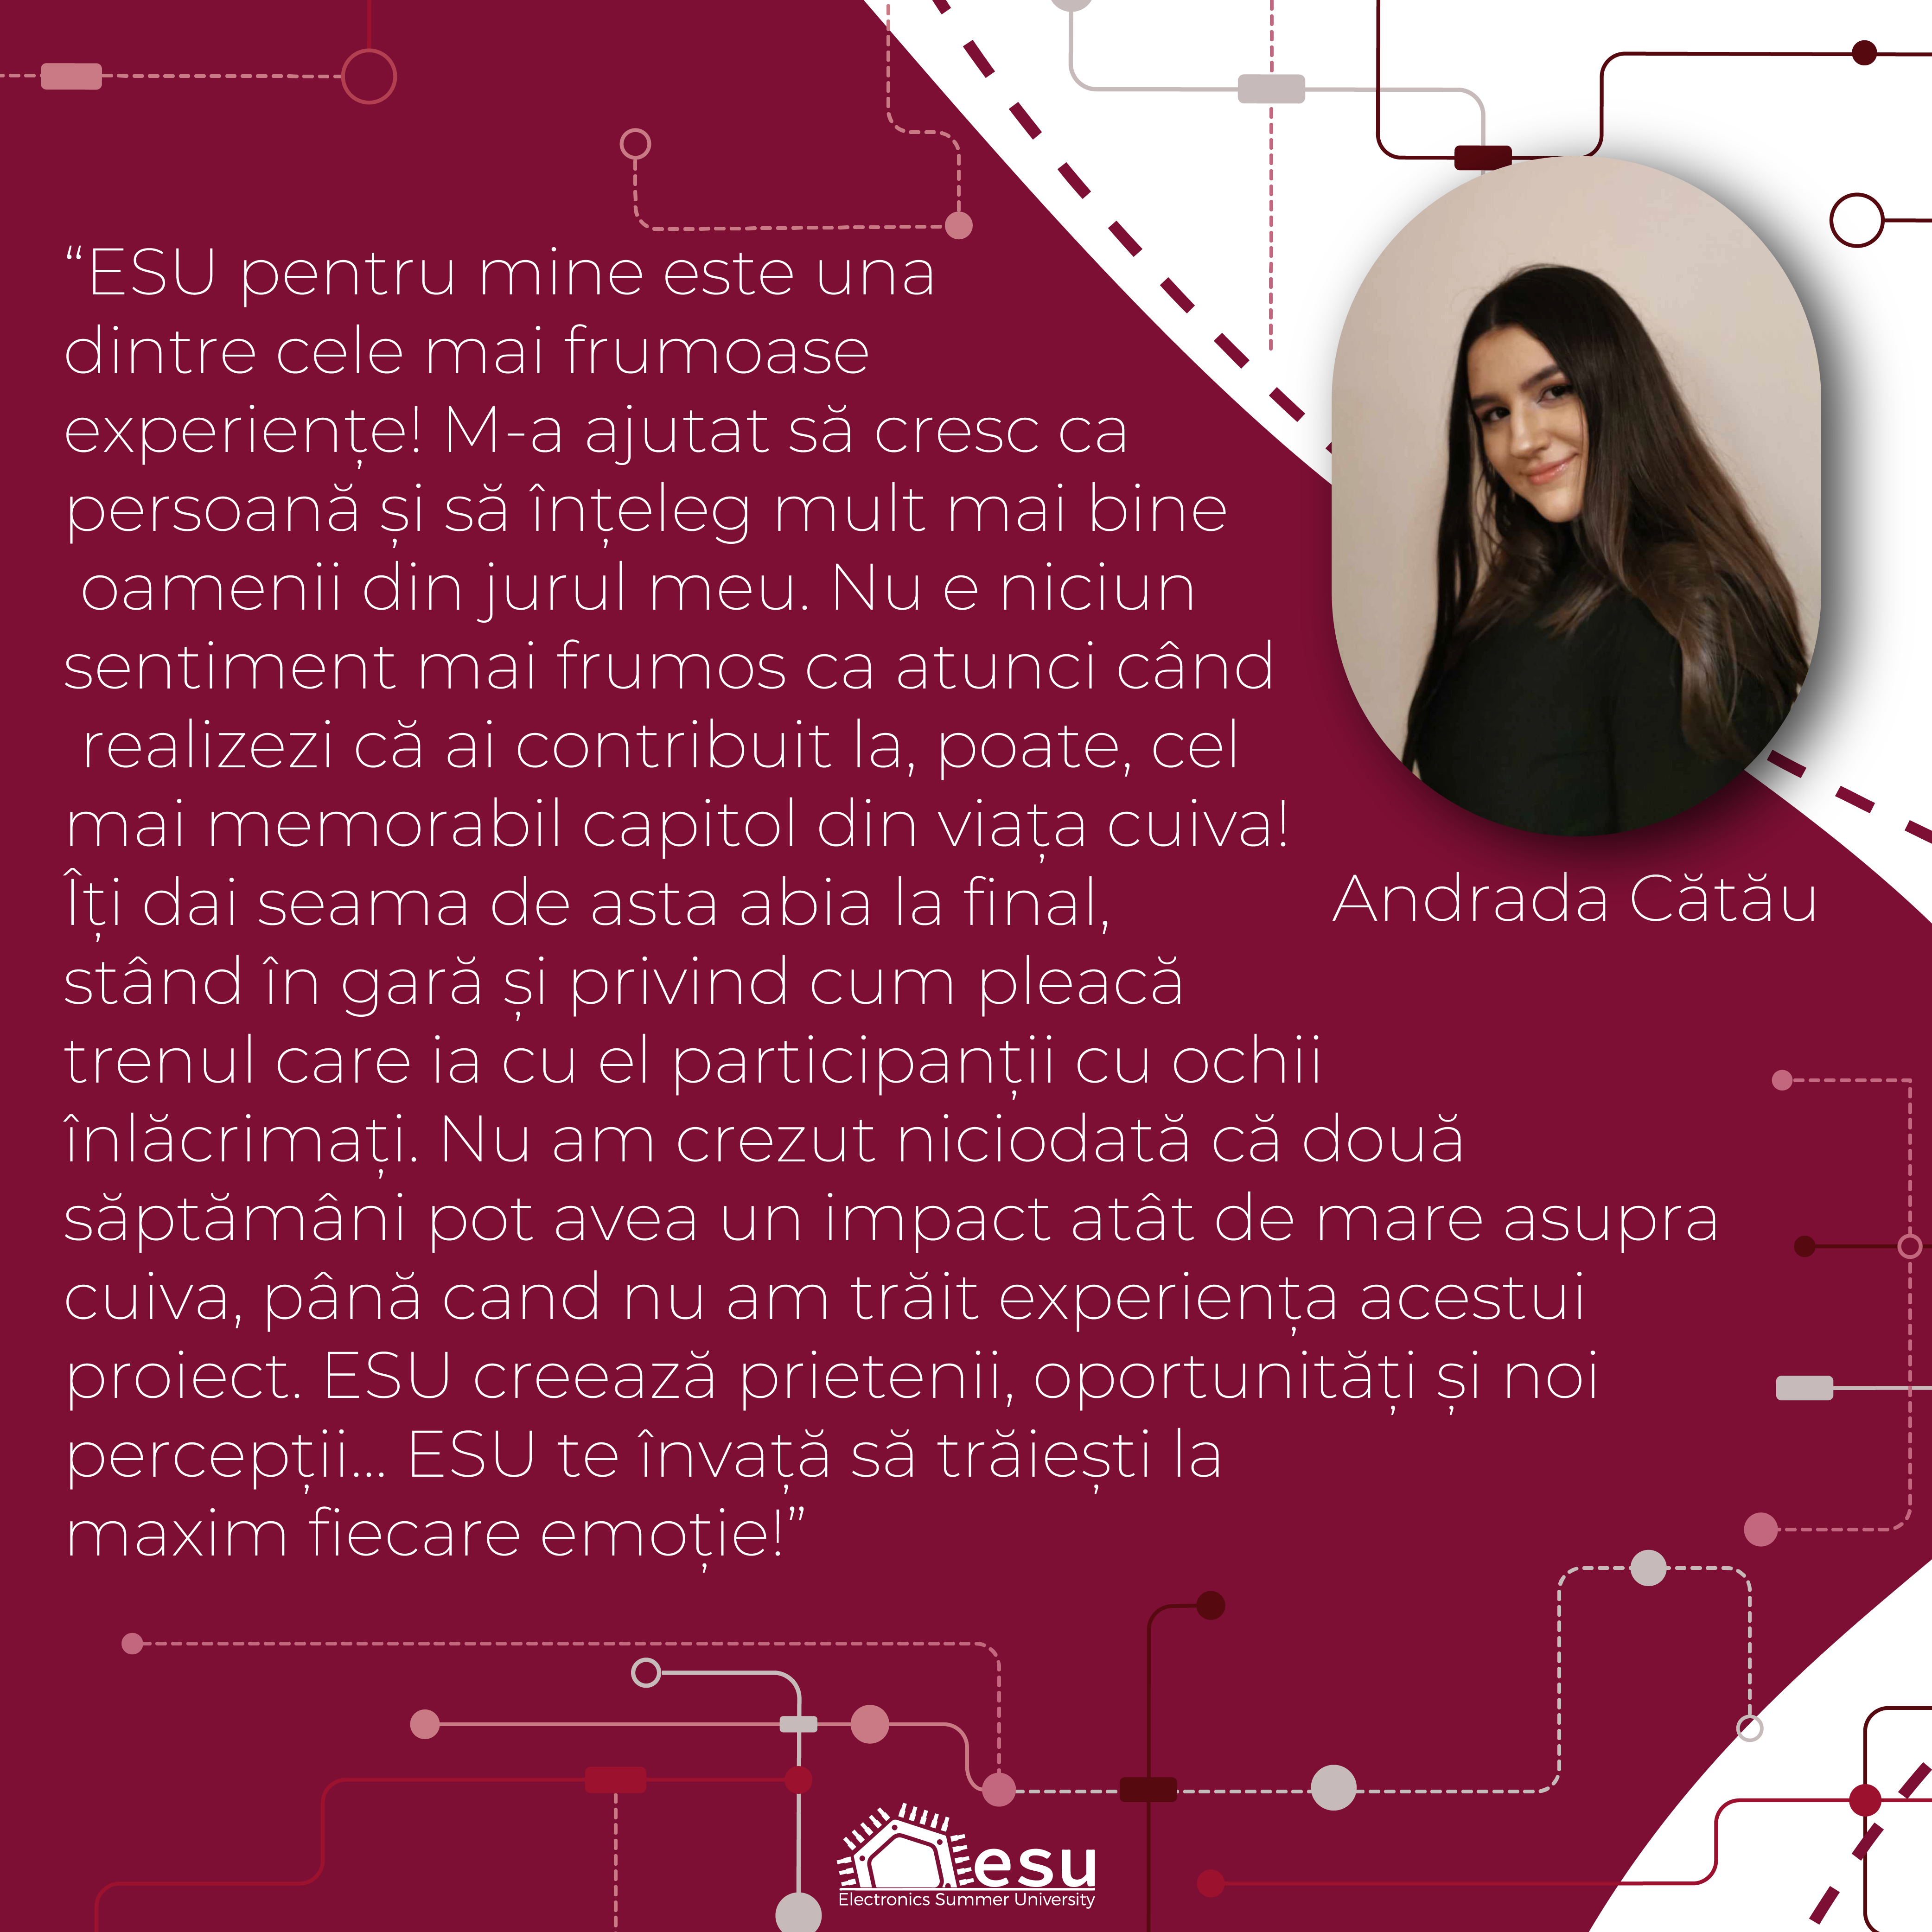 “ESU pentru mine este una
dintre cele mai frumoase
experiențe! M-a ajutat să cresc ca
persoană și să înțeleg mult mai bine
oamenii din jurul meu. Nu e niciun
sentiment mai frumos ca atunci când
realizezi că ai contribuit la, poate, cel
mai memorabil capitol din viața cuiva!
Îți dai seama de asta abia la final,
stând în gară și privind cum pleacă
trenul care ia cu el participanții cu ochii
înlăcrimați. Nu am crezut niciodată că două
săptămâni pot avea un impact atât de mare asupra
cuiva, până cand nu am trăit experiența acestui
proiect. ESU creează prietenii, oportunități și noi
percepții... ESU te învață să trăiești la
maxim fiecare emoție!”
Andrada Cătău
esu
Electronics Summer University